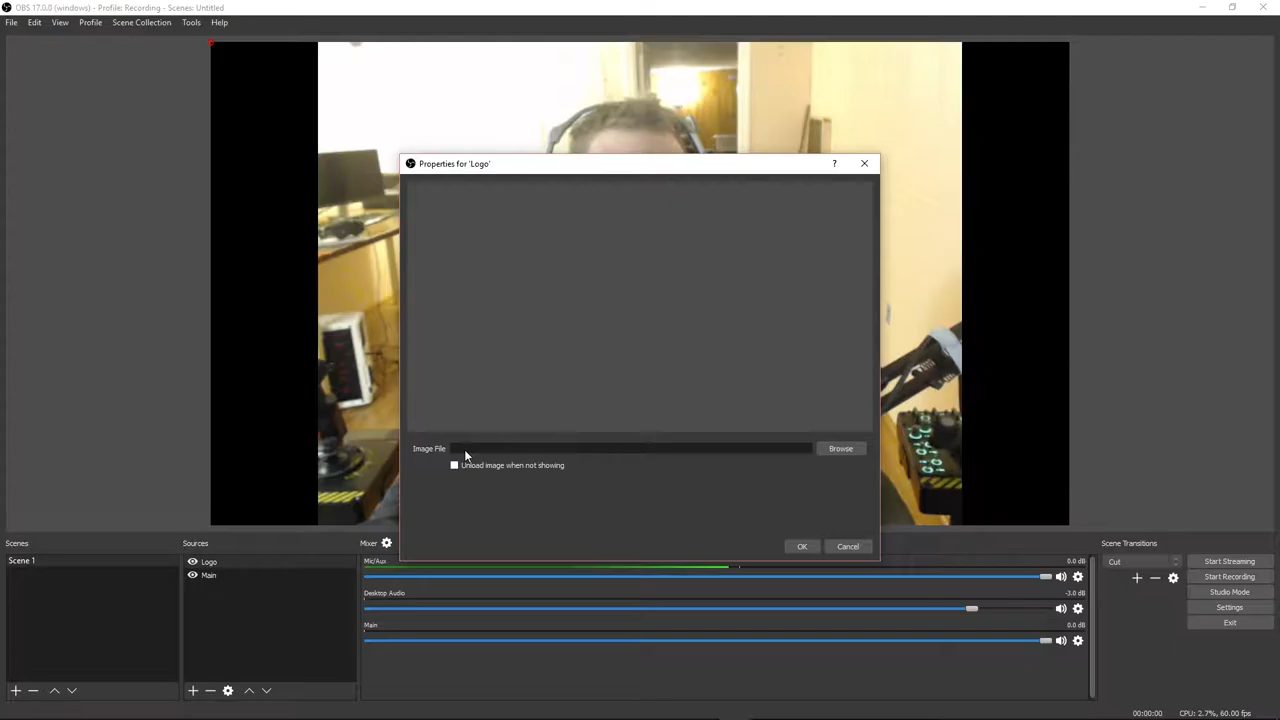 OBS 17.0.0 (windows) - Profile: Recording - Scenes: Untitled
File Edit View Profile Scene Collection Tools Help
Properties for 'Logo'
?
Image File
Browse
Unload image when not showing
OK
Cancel
Scenes
Sources
Mixer
Scene Transitions
Scene 1
Logo
Main
Mic/Aux
0.0 dB
Desktop Audio
-3.0 dB
Main
0.0 dB
Cut
Start Streaming
Start Recording
Studio Mode
Settings
Exit
00:00:00
CPU: 2.7%, 60.00 fps